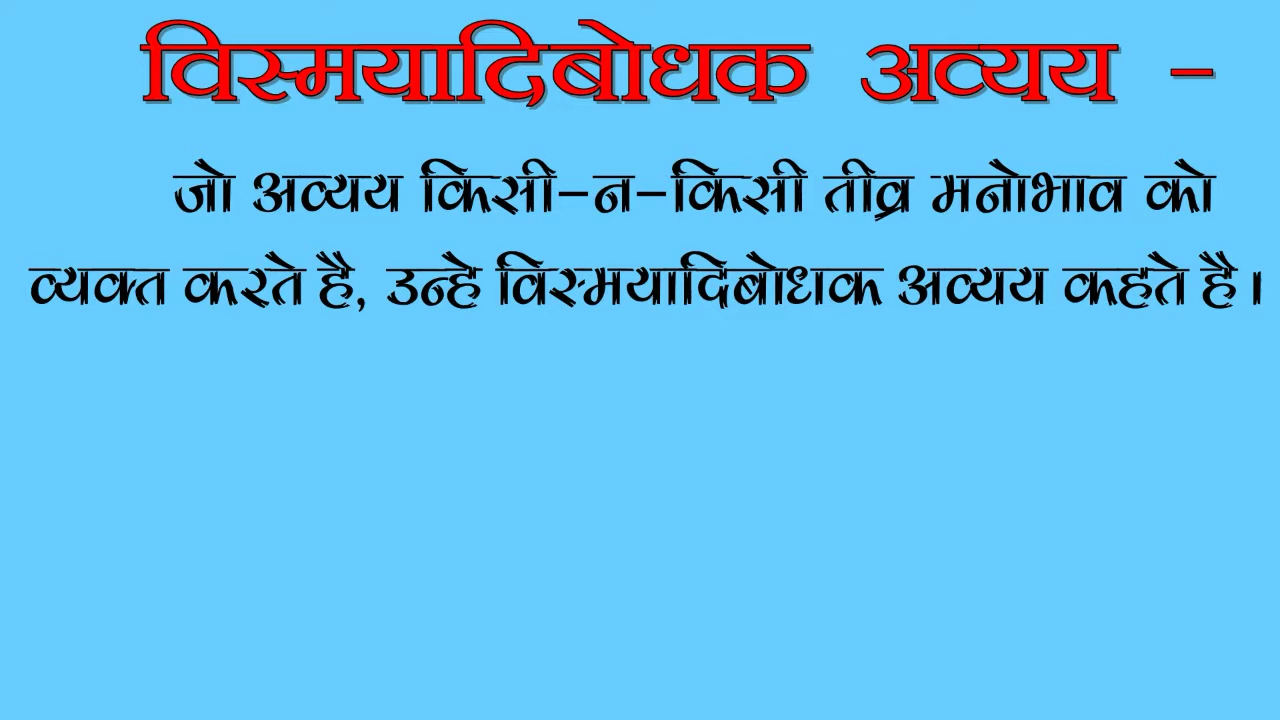 विस्मयादिबोधक अव्यय -
जो अव्यय किसी-न-किसी तीव्र मनोभाव को
व्यक्त करते है, उन्हे विस्मयादिबोधक अव्यय कहते है।